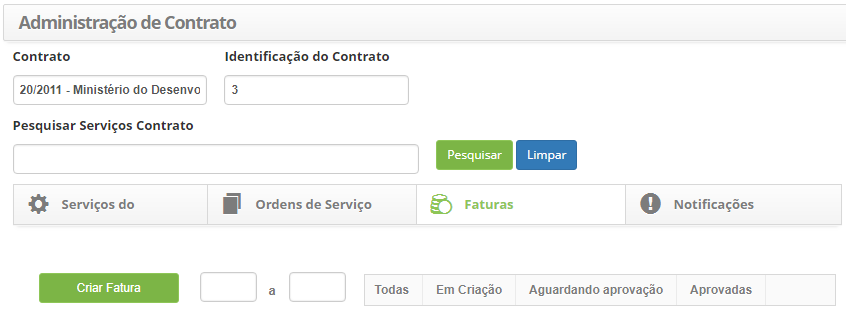 Administração de Contrato
Contrato Identificação do Contrato
20/2011 - Ministério do Desenvo 3
Pesquisar Serviços Contrato
Pesquisar Limpar
Serviços do Ordens de Serviço Faturas Notificações
Criar Fatura a Todas Em Criação Aguardando aprovação Aprovadas